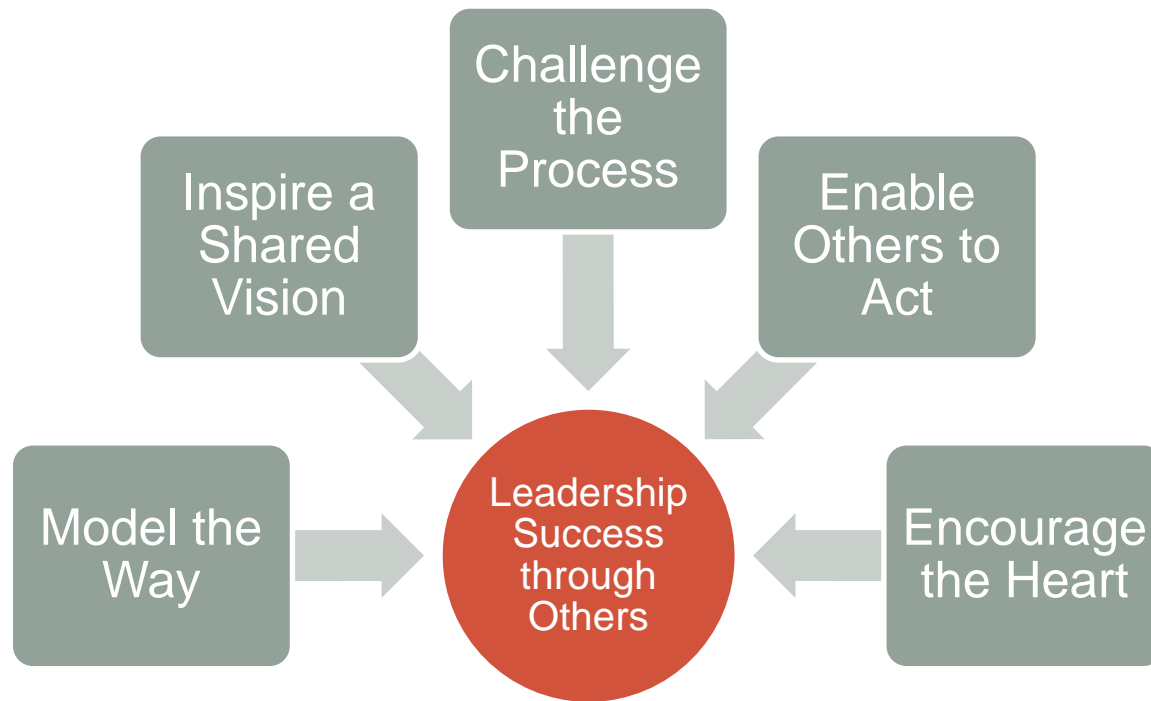 Model the
Way
Inspire a
Shared
Vision
Challenge
the
Process
Enable
Others to
Act
Encourage
the Heart
Leadership
Success
through
Others